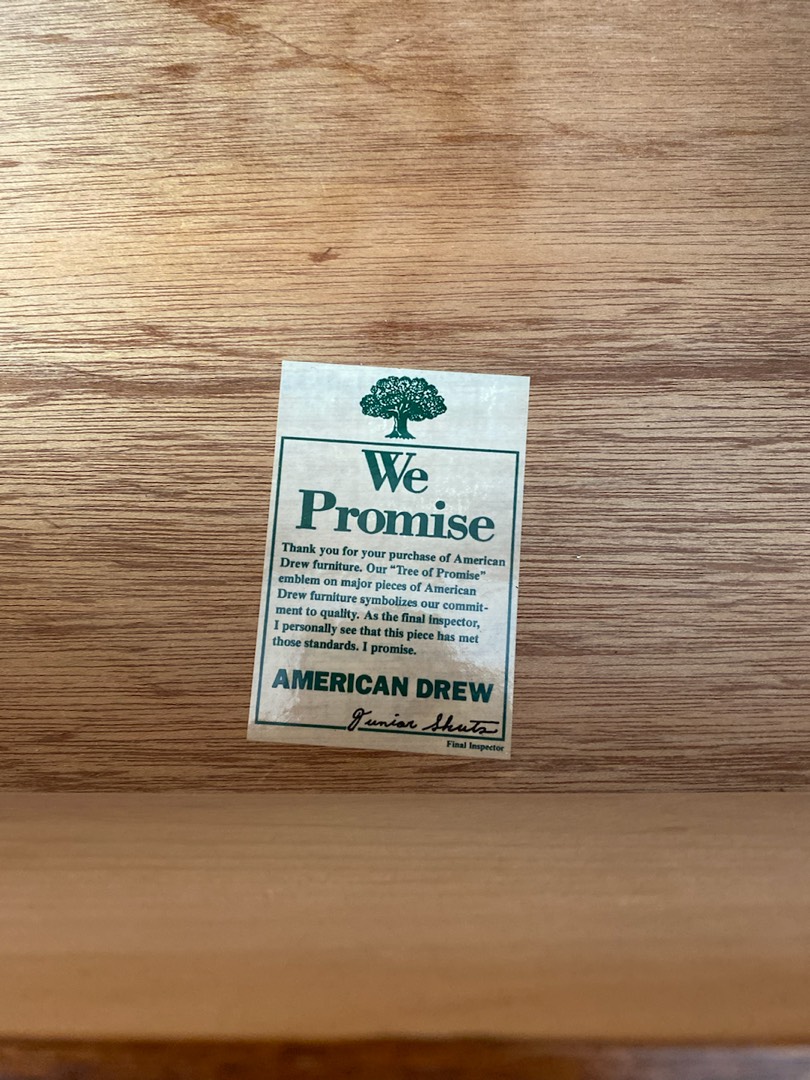 We
Promise
Thank you for your purchase of American
Drew furniture. Our "Tree of Promise"
emblem on major pieces of American
Drew furniture symbolizes our commit-
ment to quality. As the final inspector,
I personally see that this piece has met
those standards. I promise.
AMERICAN DREW
Junior Shuts
Final Inspector